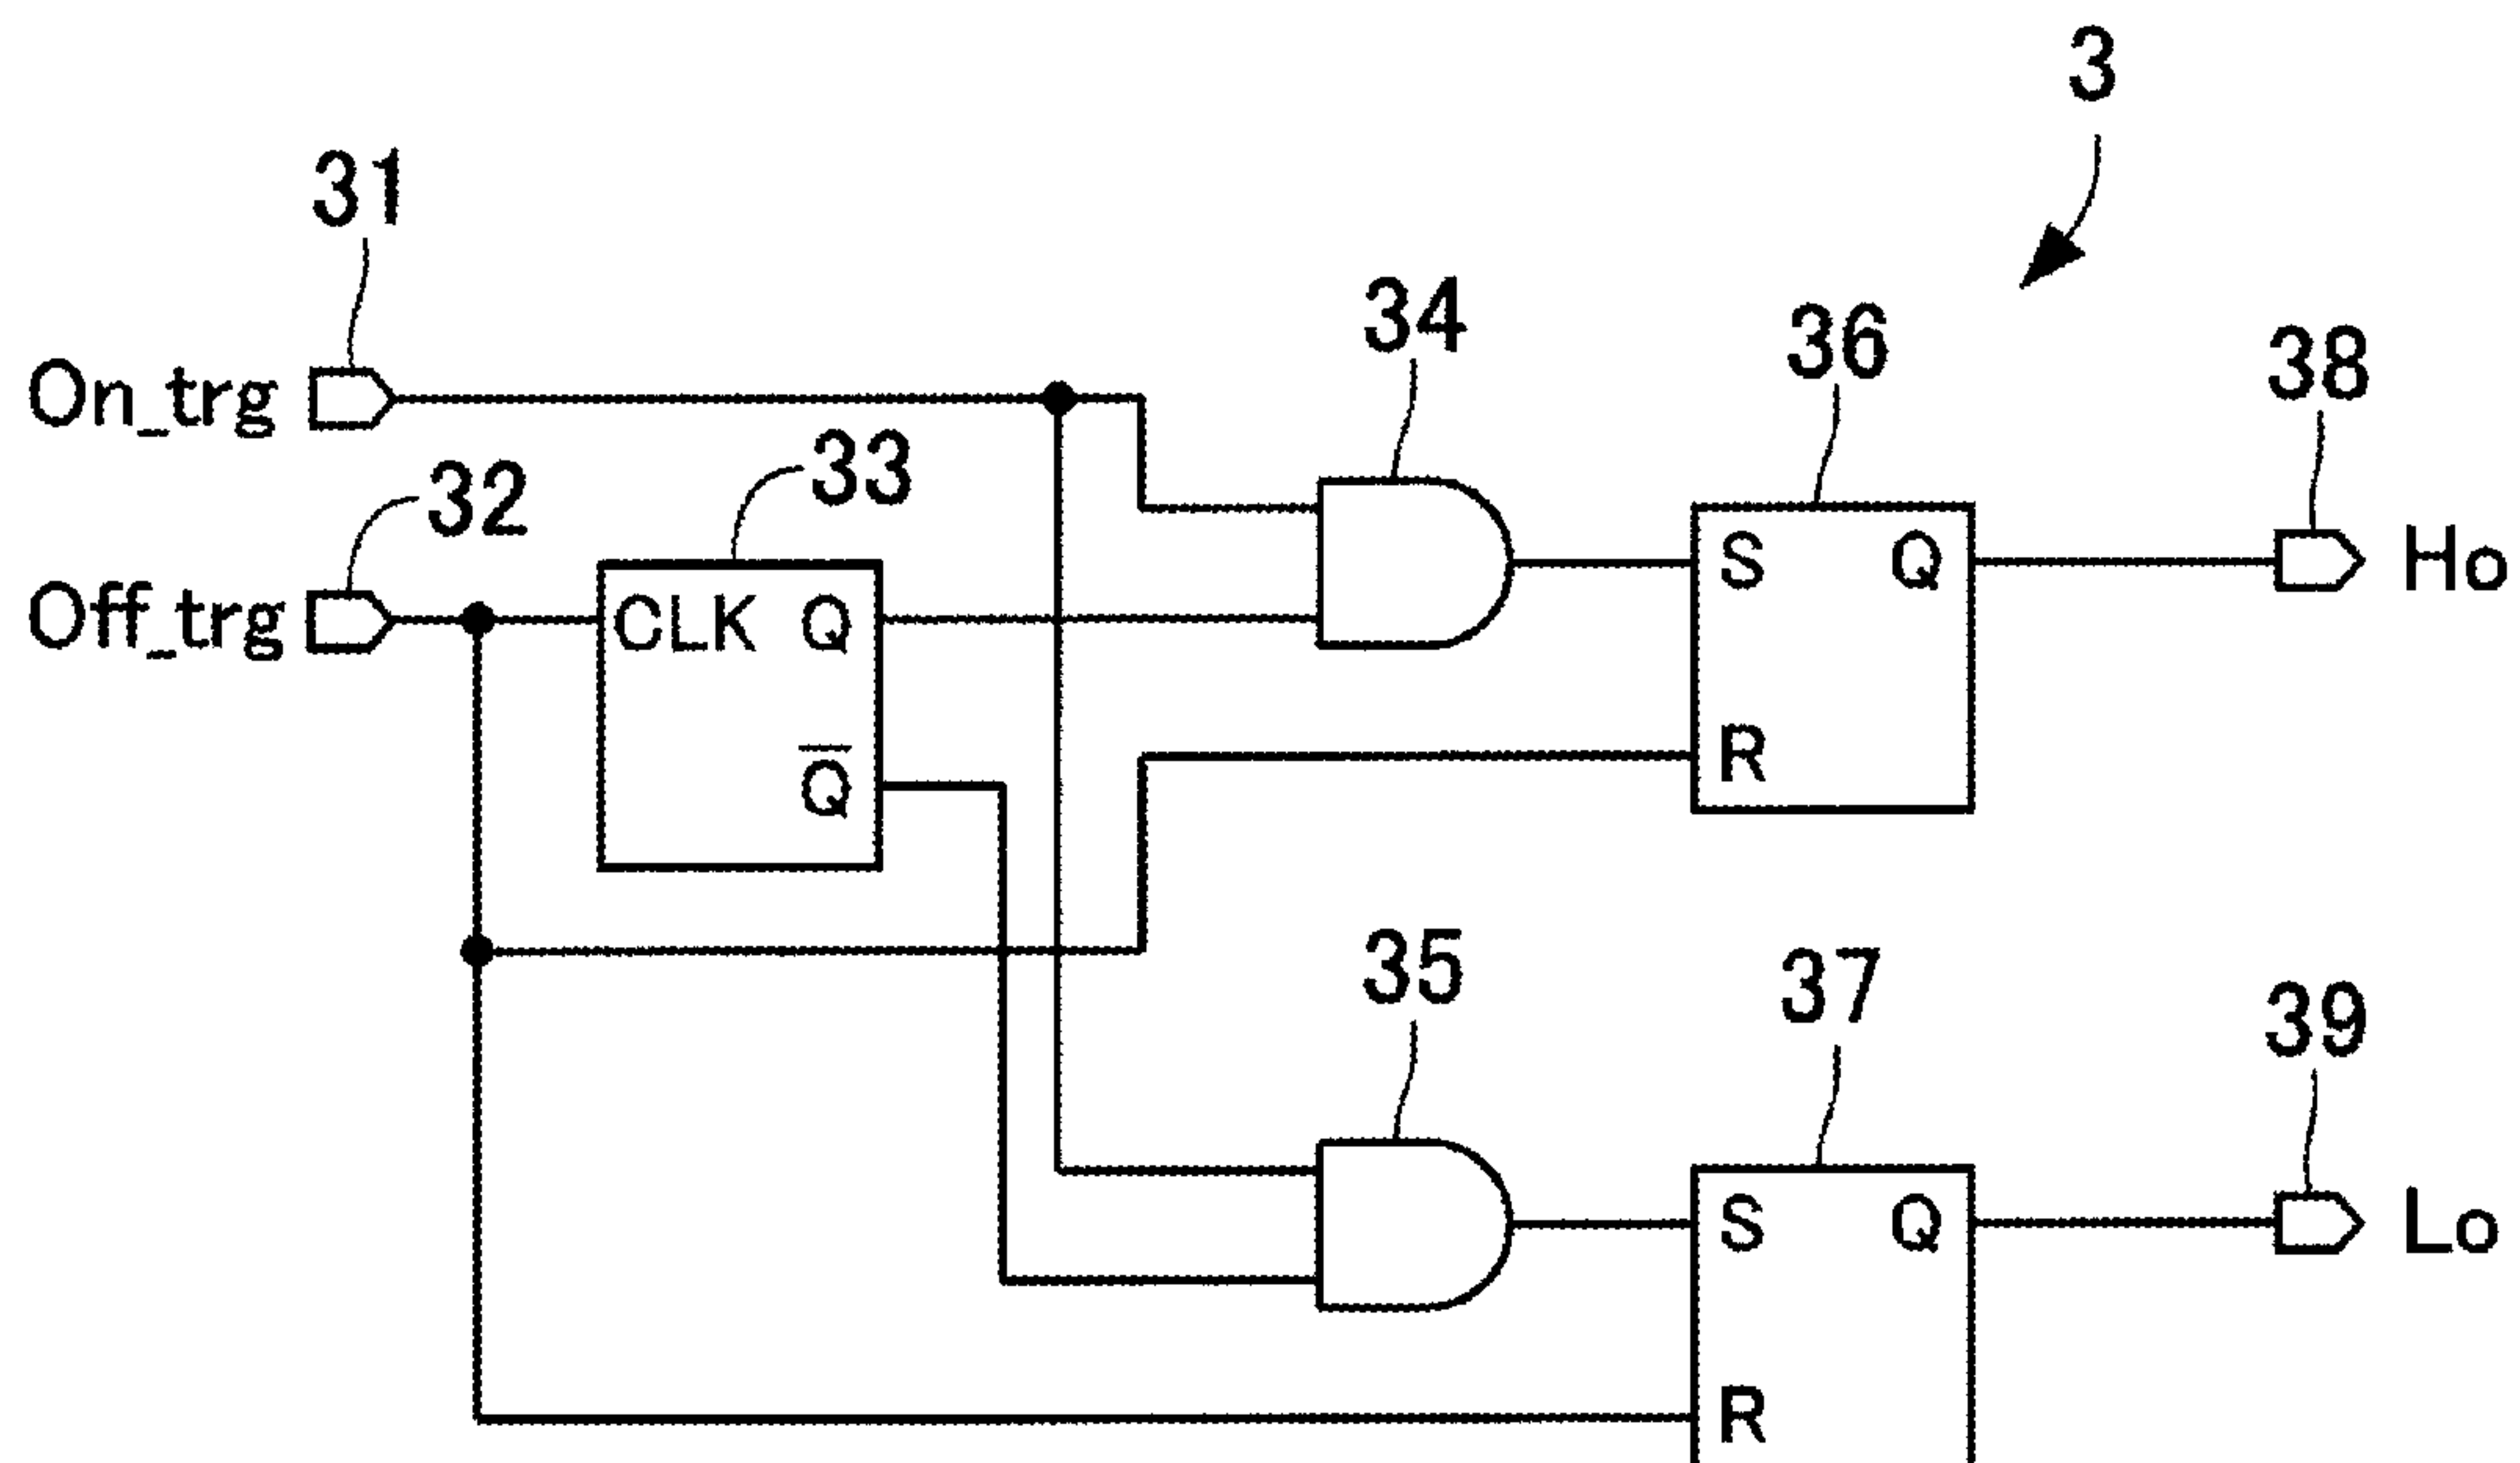 3
31
On_trg
32
Off_trg
33
CLK Q
Q̅
34
36
S Q
R
38
Ho
35
37
S Q
R
39
Lo